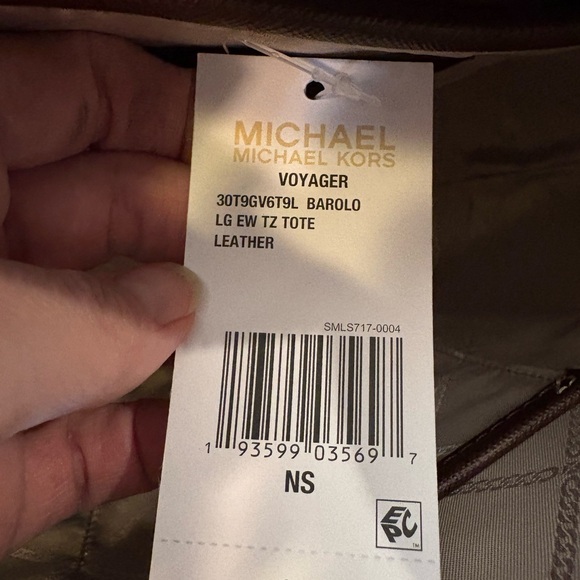 MICHAEL
MICHAEL KORS
VOYAGER
30T9GV6T9L BAROLO
LG EW TZ TOTE
LEATHER
SMLS717-0004
1 93599 03569 7
NS
EPC
TM